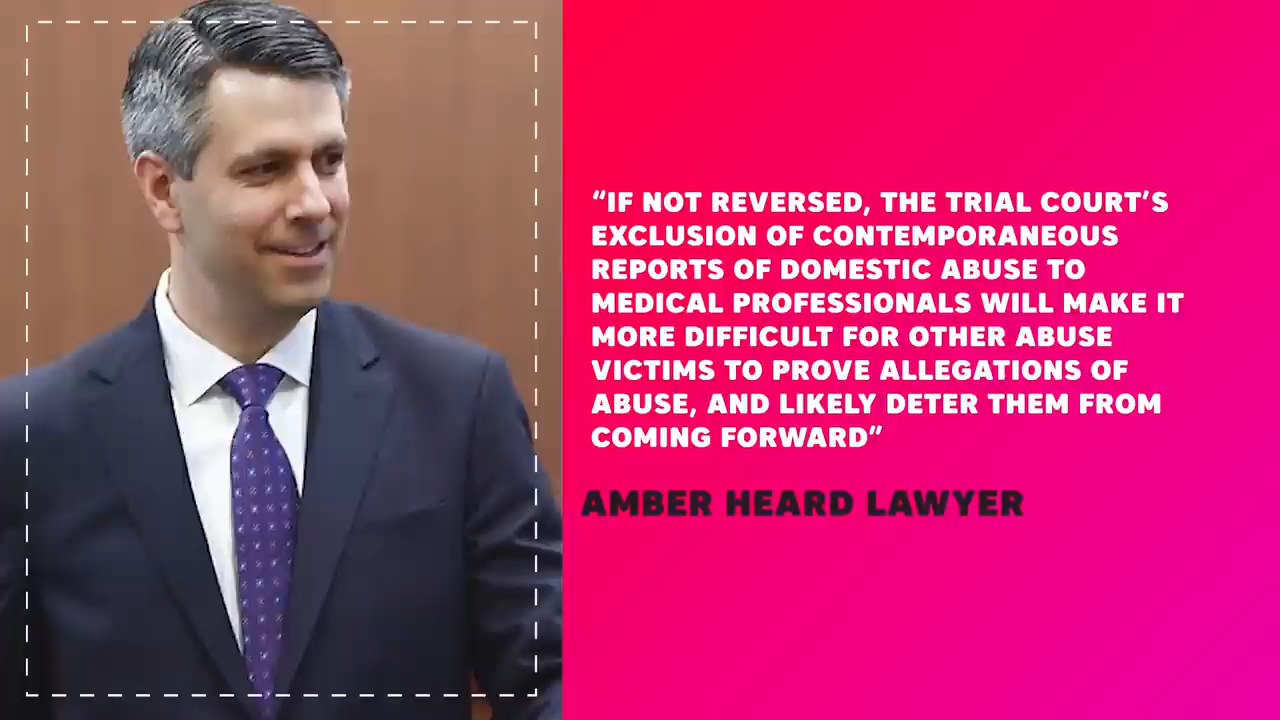 “IF NOT REVERSED, THE TRIAL COURT’S
EXCLUSION OF CONTEMPORANEOUS
REPORTS OF DOMESTIC ABUSE TO
MEDICAL PROFESSIONALS WILL MAKE IT
MORE DIFFICULT FOR OTHER ABUSE
VICTIMS TO PROVE ALLEGATIONS OF
ABUSE, AND LIKELY DETER THEM FROM
COMING FORWARD”
AMBER HEARD LAWYER